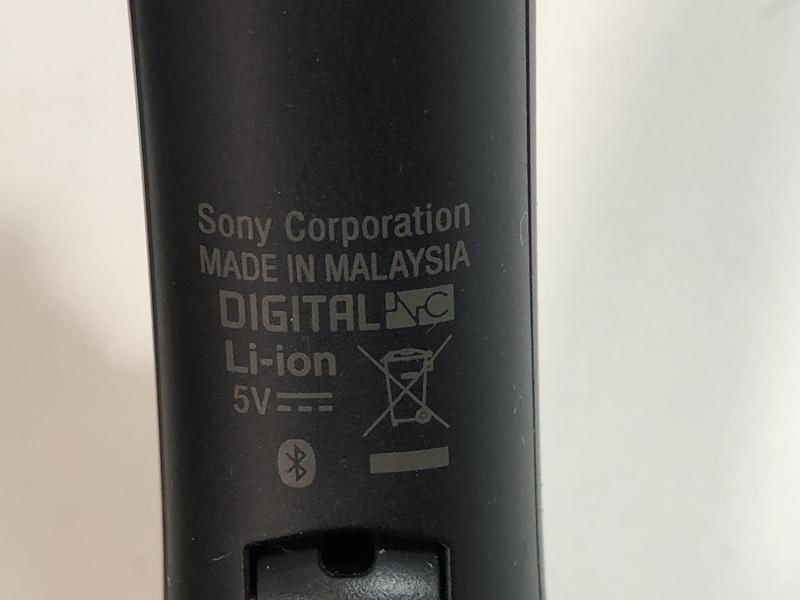 Sony Corporation
MADE IN MALAYSIA
DIGITAL NC
Li-ion
5V